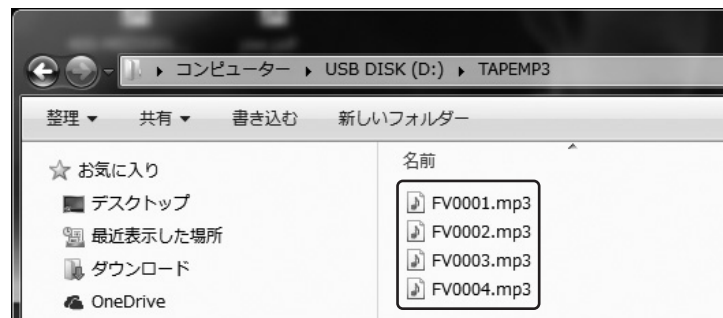 コンピューター ▸ USB DISK (D:) ▸ TAPEMP3
整理 ▼ 共有 ▼ 書き込む 新しいフォルダー
お気に入り
デスクトップ
最近表示した場所
ダウンロード
OneDrive
名前
FV0001.mp3
FV0002.mp3
FV0003.mp3
FV0004.mp3